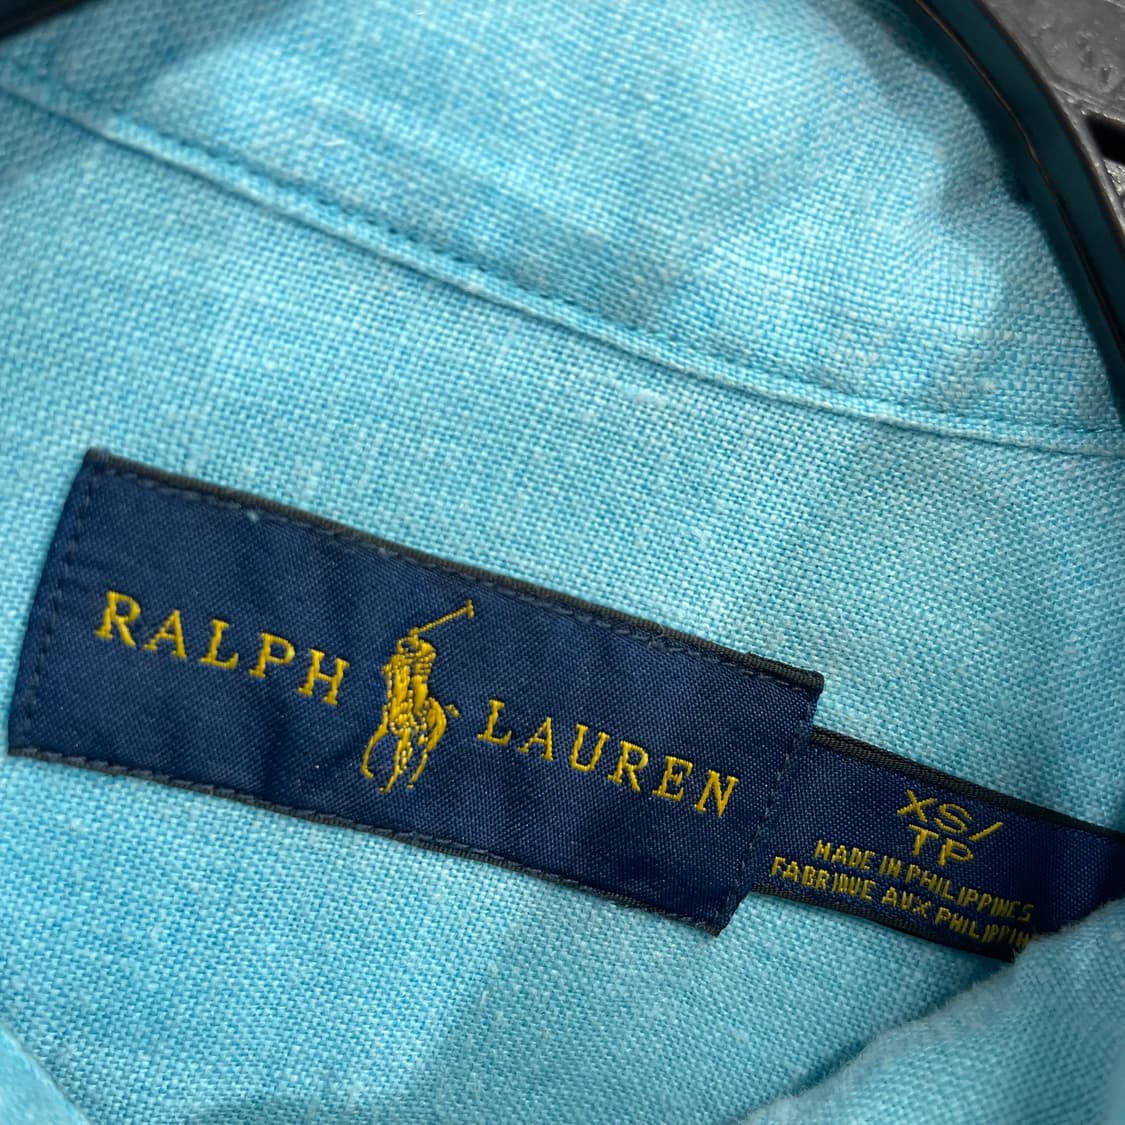 RALPH LAUREN
XS/
TP
MADE IN PHILIPPINES
FABRIQUE AUX PHILIPPIN